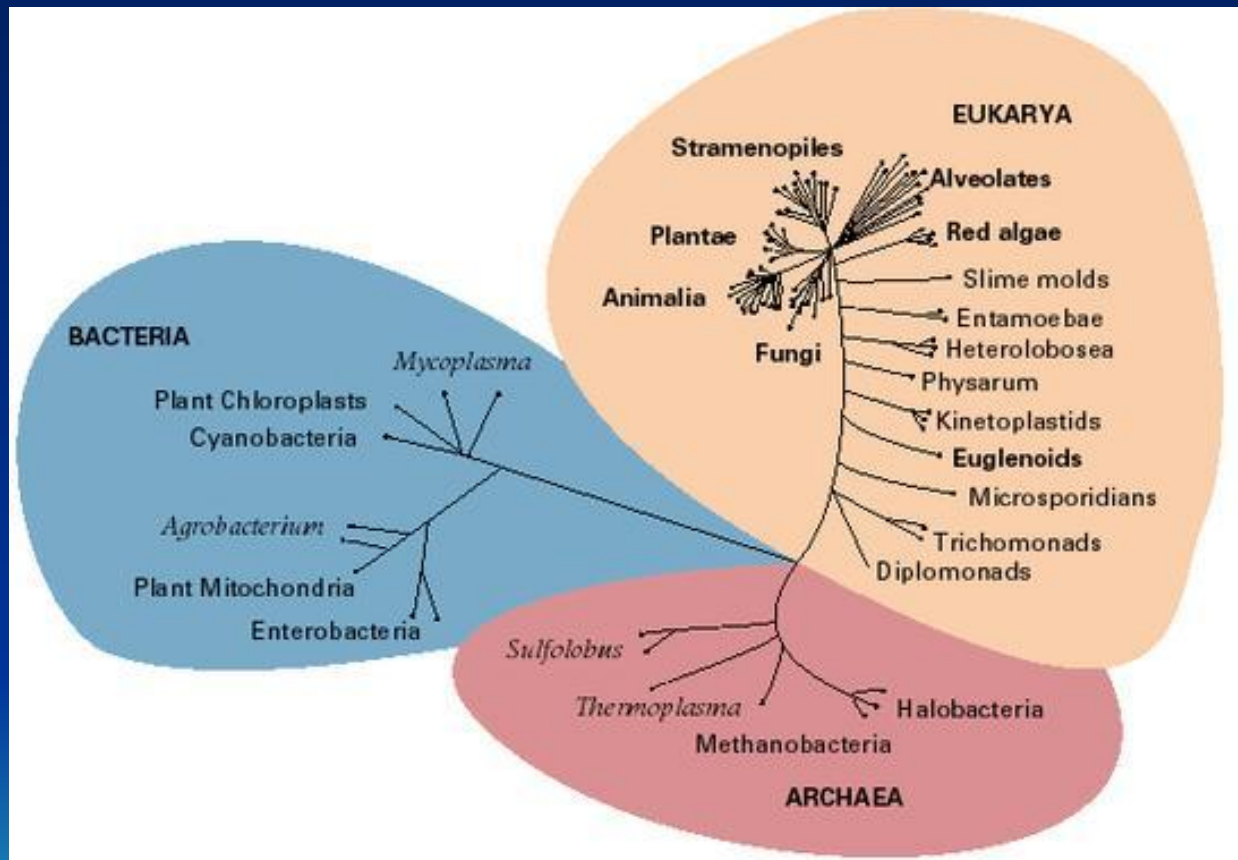 EUKARYA
Stramenopiles
Alveolates
Plantae
Red algae
Slime molds
Animalia
Entamoebae
Fungi
Heterolobosea
Physarum
Kinetoplastids
Euglenoids
Microsporidians
Trichomonads
Diplomonads
BACTERIA
Mycoplasma
Plant Chloroplasts
Cyanobacteria
Agrobacterium
Plant Mitochondria
Enterobacteria
Sulfolobus
Thermoplasma
Halobacteria
Methanobacteria
ARCHAEA